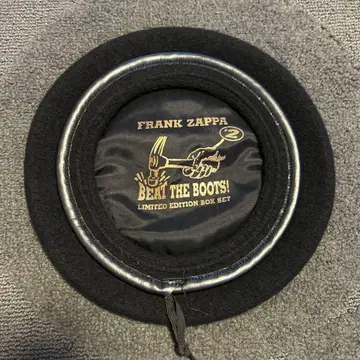 FRANK ZAPPA
2
BEAT THE BOOTS!
LIMITED EDITION BOX SET